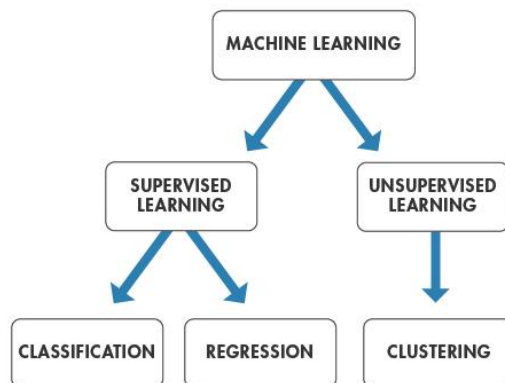 MACHINE LEARNING
SUPERVISED
LEARNING
UNSUPERVISED
LEARNING
CLASSIFICATION
REGRESSION
CLUSTERING